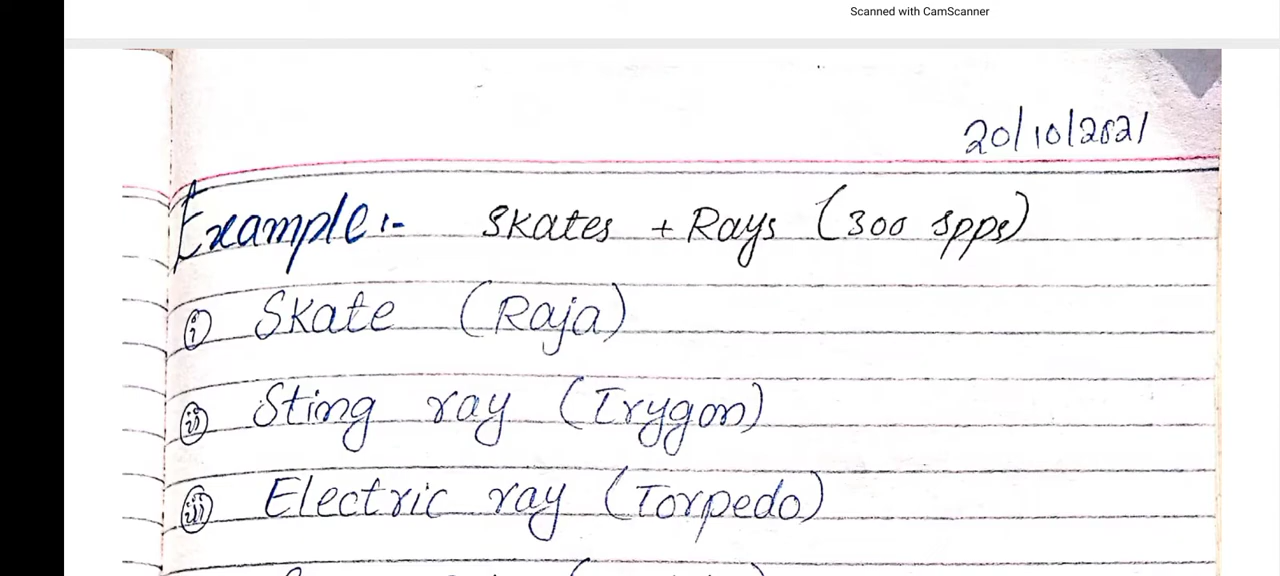 Scanned with CamScanner
20/10/2021
Example:- Skates + Rays (300 spps)
i) Skate (Raja)
ii) Sting ray (Trygon)
iii) Electric ray (Torpedo)